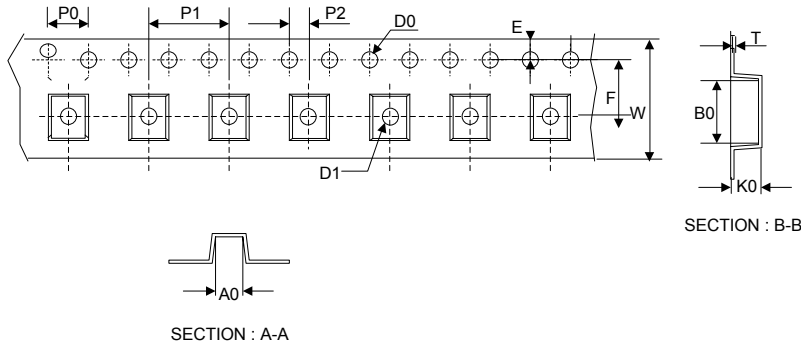 P0
P1
P2
D0
E
T
F
W
B0
D1
K0
SECTION : B-B
A0
SECTION : A-A